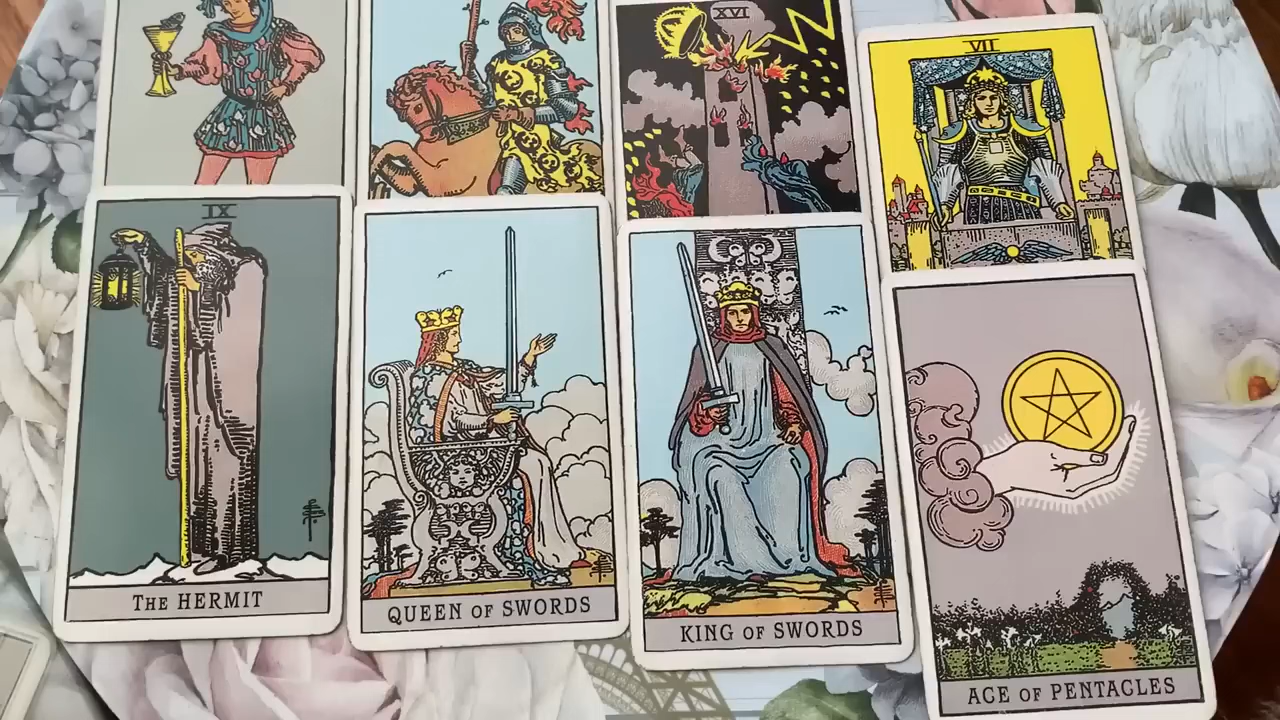 XVI
VII
IX
THE HERMIT
QUEEN OF SWORDS
KING OF SWORDS
ACE OF PENTACLES